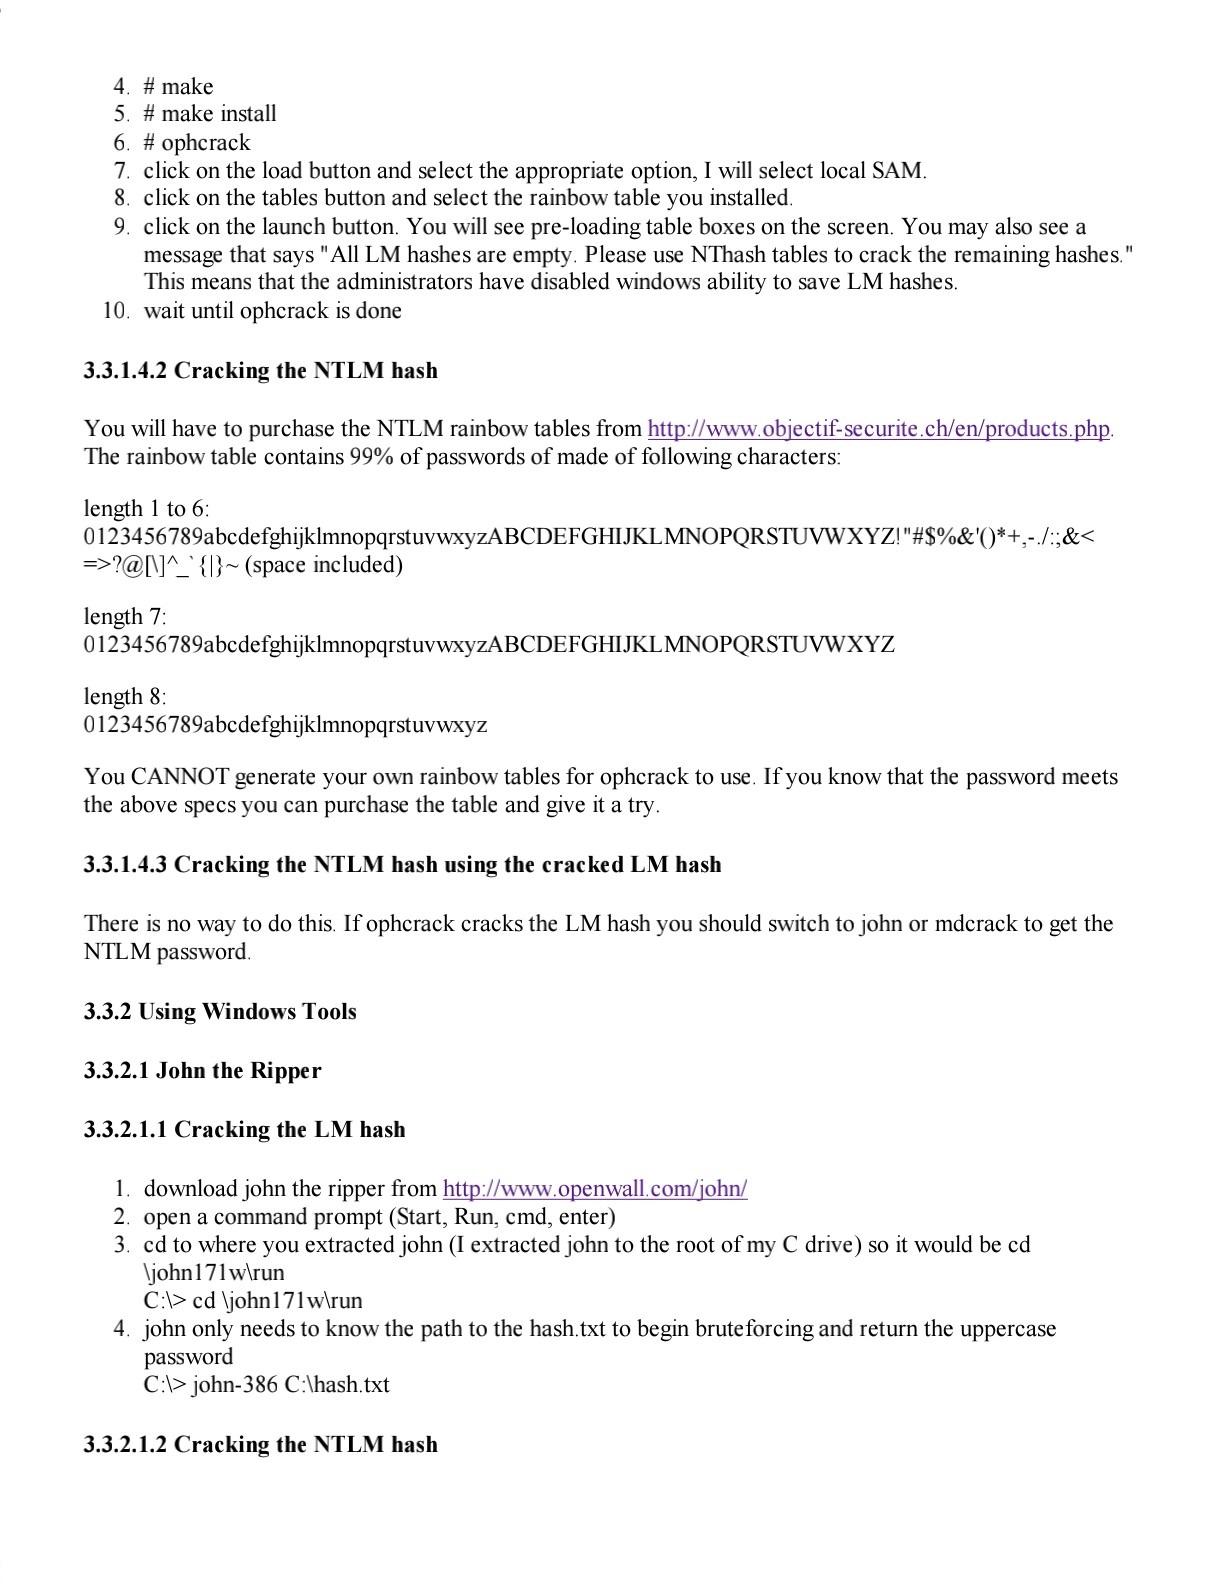 4. # make
5. # make install
6. # ophcrack
7. click on the load button and select the appropriate option, I will select local SAM.
8. click on the tables button and select the rainbow table you installed.
9. click on the launch button. You will see pre-loading table boxes on the screen. You may also see a
message that says "All LM hashes are empty. Please use NThash tables to crack the remaining hashes."
This means that the administrators have disabled windows ability to save LM hashes.
10. wait until ophcrack is done
3.3.1.4.2 Cracking the NTLM hash
You will have to purchase the NTLM rainbow tables from http://www.objectif-securite.ch/en/products.php.
The rainbow table contains 99% of passwords of made of following characters:
length 1 to 6:
0123456789abcdefghijklmnopqrstuvwxyzABCDEFGHIJKLMNOPQRSTUVWXYZ!"#$%&'()*+,-./:;&<
=>?@[\]^_`{|}~ (space included)
length 7:
0123456789abcdefghijklmnopqrstuvwxyzABCDEFGHIJKLMNOPQRSTUVWXYZ
length 8:
0123456789abcdefghijklmnopqrstuvwxyz
You CANNOT generate your own rainbow tables for ophcrack to use. If you know that the password meets
the above specs you can purchase the table and give it a try.
3.3.1.4.3 Cracking the NTLM hash using the cracked LM hash
There is no way to do this. If ophcrack cracks the LM hash you should switch to john or mdcrack to get the
NTLM password.
3.3.2 Using Windows Tools
3.3.2.1 John the Ripper
3.3.2.1.1 Cracking the LM hash
1. download john the ripper from http://www.openwall.com/john/
2. open a command prompt (Start, Run, cmd, enter)
3. cd to where you extracted john (I extracted john to the root of my C drive) so it would be cd
\john171w\run
C:\> cd \john171w\run
4. john only needs to know the path to the hash.txt to begin bruteforcing and return the uppercase
password
C:\> john-386 C:\hash.txt
3.3.2.1.2 Cracking the NTLM hash